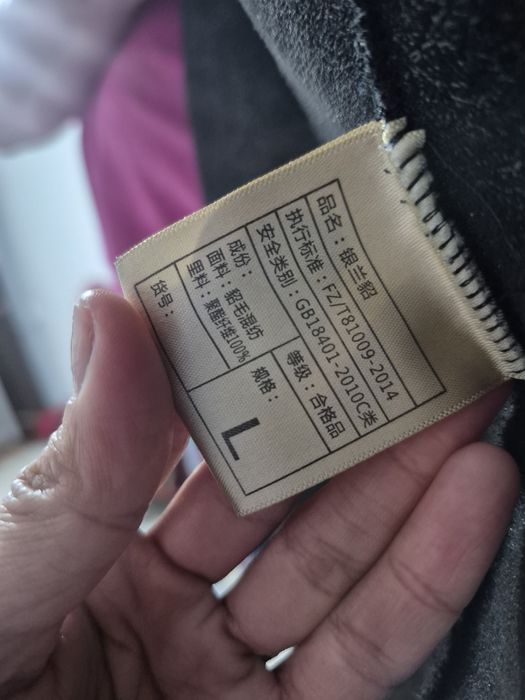 品名：银兰貂
执行标准：FZ/T81009-2014
安全类别：GB18401-2010C类
成份：
面料：貂毛混纺
里料：聚酯纤维100%
等级：合格品
货号：
规格：
L